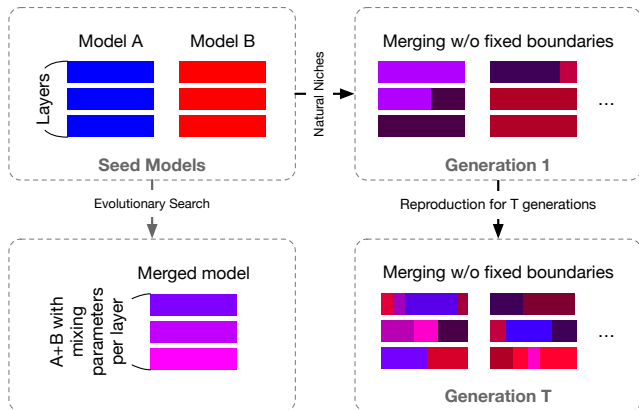 Model A
Model B
Layers
Seed Models
Natural Niches
Merging w/o fixed boundaries
...
Generation 1
Evolutionary Search
Reproduction for T generations
Merged model
A+B with
mixing
parameters
per layer
Merging w/o fixed boundaries
...
Generation T